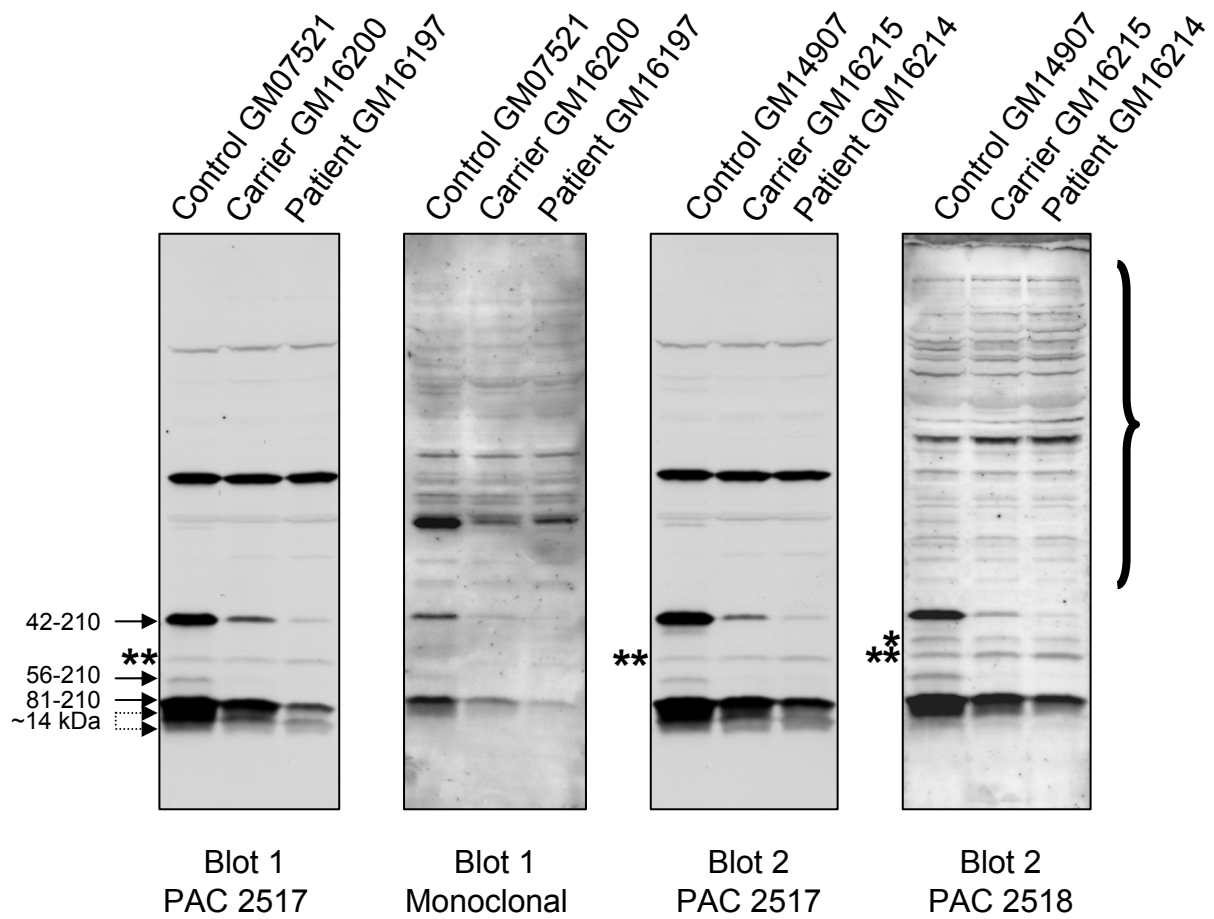 Control GM07521
Carrier GM16200
Patient GM16197
Control GM07521
Carrier GM16200
Patient GM16197
Control GM14907
Carrier GM16215
Patient GM16214
Control GM14907
Carrier GM16215
Patient GM16214
42-210
**
56-210
81-210
~14 kDa
**
*
**
Blot 1
PAC 2517
Blot 1
Monoclonal
Blot 2
PAC 2517
Blot 2
PAC 2518